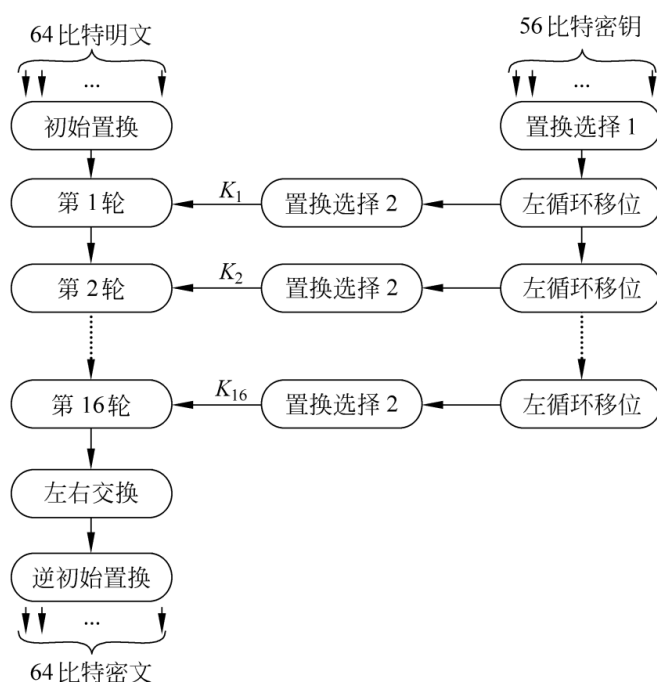 64比特明文
56比特密钥
...
...
初始置换
置换选择1
第1轮
K₁
置换选择2
左循环移位
第2轮
K₂
置换选择2
左循环移位
第16轮
K₁₆
置换选择2
左循环移位
左右交换
逆初始置换
...
64比特密文